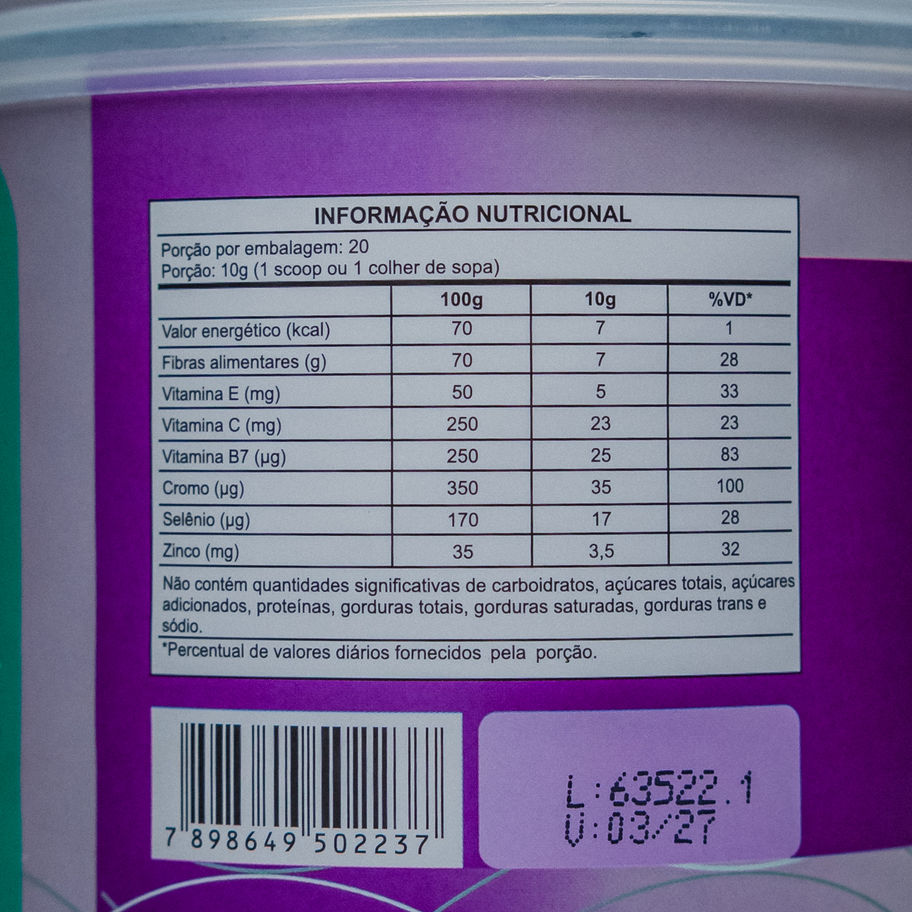 INFORMAÇÃO NUTRICIONAL
Porção por embalagem: 20
Porção: 10g (1 scoop ou 1 colher de sopa)
100g 10g %VD*
Valor energético (kcal) 70 7 1
Fibras alimentares (g) 70 7 28
Vitamina E (mg) 50 5 33
Vitamina C (mg) 250 23 23
Vitamina B7 (µg) 250 25 83
Cromo (µg) 350 35 100
Selênio (µg) 170 17 28
Zinco (mg) 35 3,5 32
Não contém quantidades significativas de carboidratos, açúcares totais, açúcares
adicionados, proteínas, gorduras totais, gorduras saturadas, gorduras trans e
sódio.
*Percentual de valores diários fornecidos pela porção.
7 898649 502237
L:63522.1
V:03/27